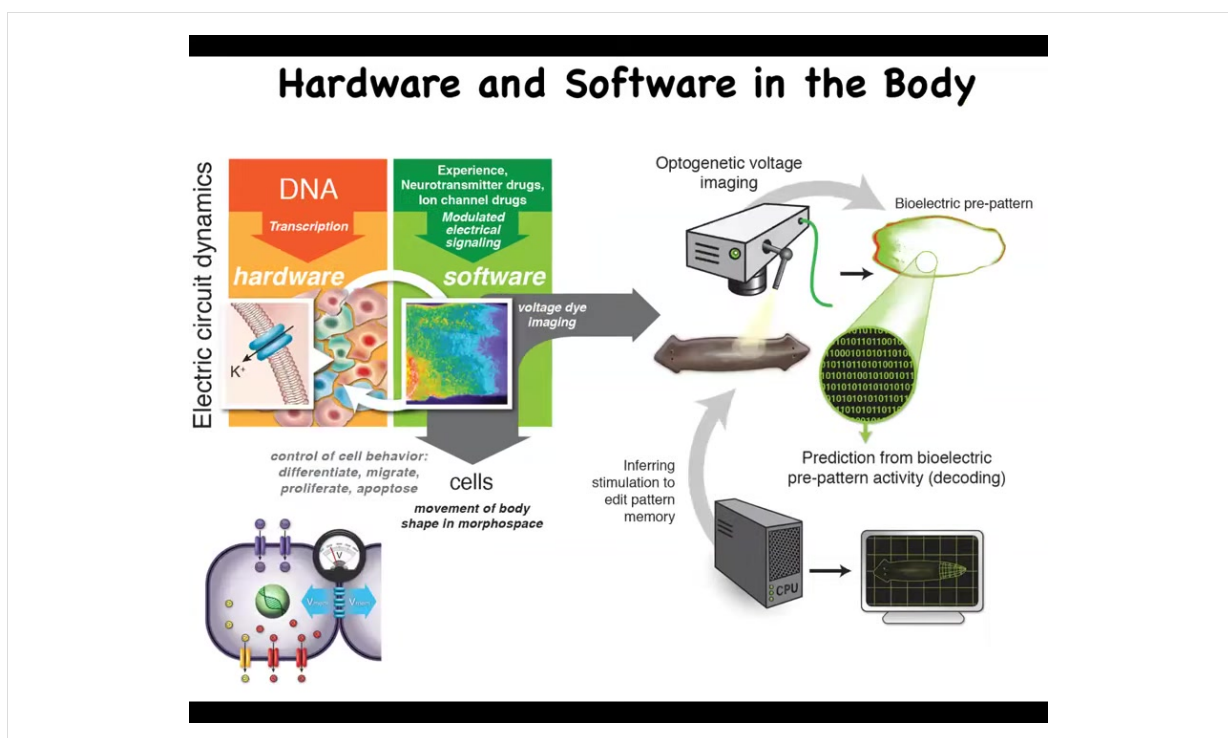 Hardware and Software in the Body
Electric circuit dynamics
DNA
Transcription
hardware
K+
Experience,
Neurotransmitter drugs,
Ion channel drugs
Modulated
electrical
signaling
software
voltage dye
imaging
control of cell behavior:
differentiate, migrate,
proliferate, apoptose
cells
movement of body
shape in morphospace
V
Vmem
Vmem
Optogenetic voltage
imaging
Bioelectric pre-pattern
Prediction from bioelectric
pre-pattern activity (decoding)
Inferring
stimulation to
edit pattern
memory
CPU